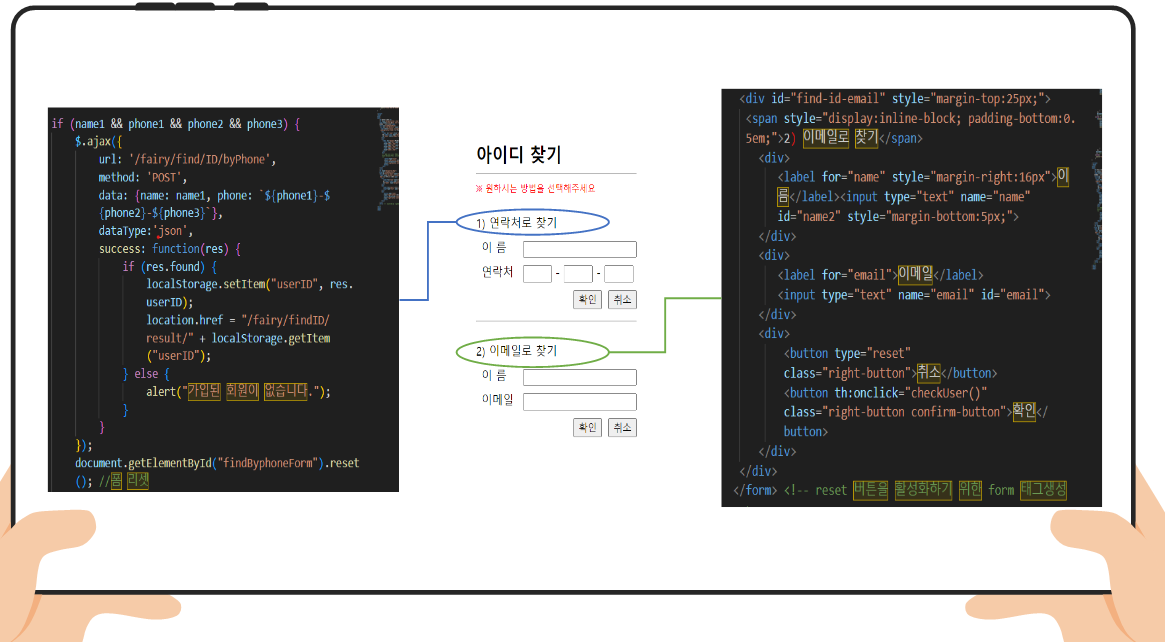 if (name1 && phone1 && phone2 && phone3) {
$.ajax({
url: '/fairy/find/ID/byPhone',
method: 'POST',
data: {name: name1, phone: `${phone1}-$
{phone2}-${phone3}`},
dataType:'json',
success: function(res) {
if (res.found) {
localStorage.setItem("userID", res.
userID);
location.href = "/fairy/findID/
result/" + localStorage.getItem
("userID");
} else {
alert("가입된 회원이 없습니다.");
}
}
});
document.getElementById("findByphoneForm").reset
(); //폼 리셋
아이디 찾기
※ 원하시는 방법을 선택해주세요
1) 연락처로 찾기
이 름
연락처 - -
확인 취소
2) 이메일로 찾기
이 름
이메일
확인 취소
<div id="find-id-email" style="margin-top:25px;">
<span style="display:inline-block; padding-bottom:0.
5em;">2) 이메일로 찾기</span>
<div>
<label for="name" style="margin-right:16px">이
름</label><input type="text" name="name"
id="name2" style="margin-bottom:5px;">
</div>
<div>
<label for="email">이메일</label>
<input type="text" name="email" id="email">
</div>
<div>
<button type="reset"
class="right-button">취소</button>
<button th:onclick="checkUser()"
class="right-button confirm-button">확인</
button>
</div>
</div>
</form> <!-- reset 버튼을 활성화하기 위한 form 태그생성